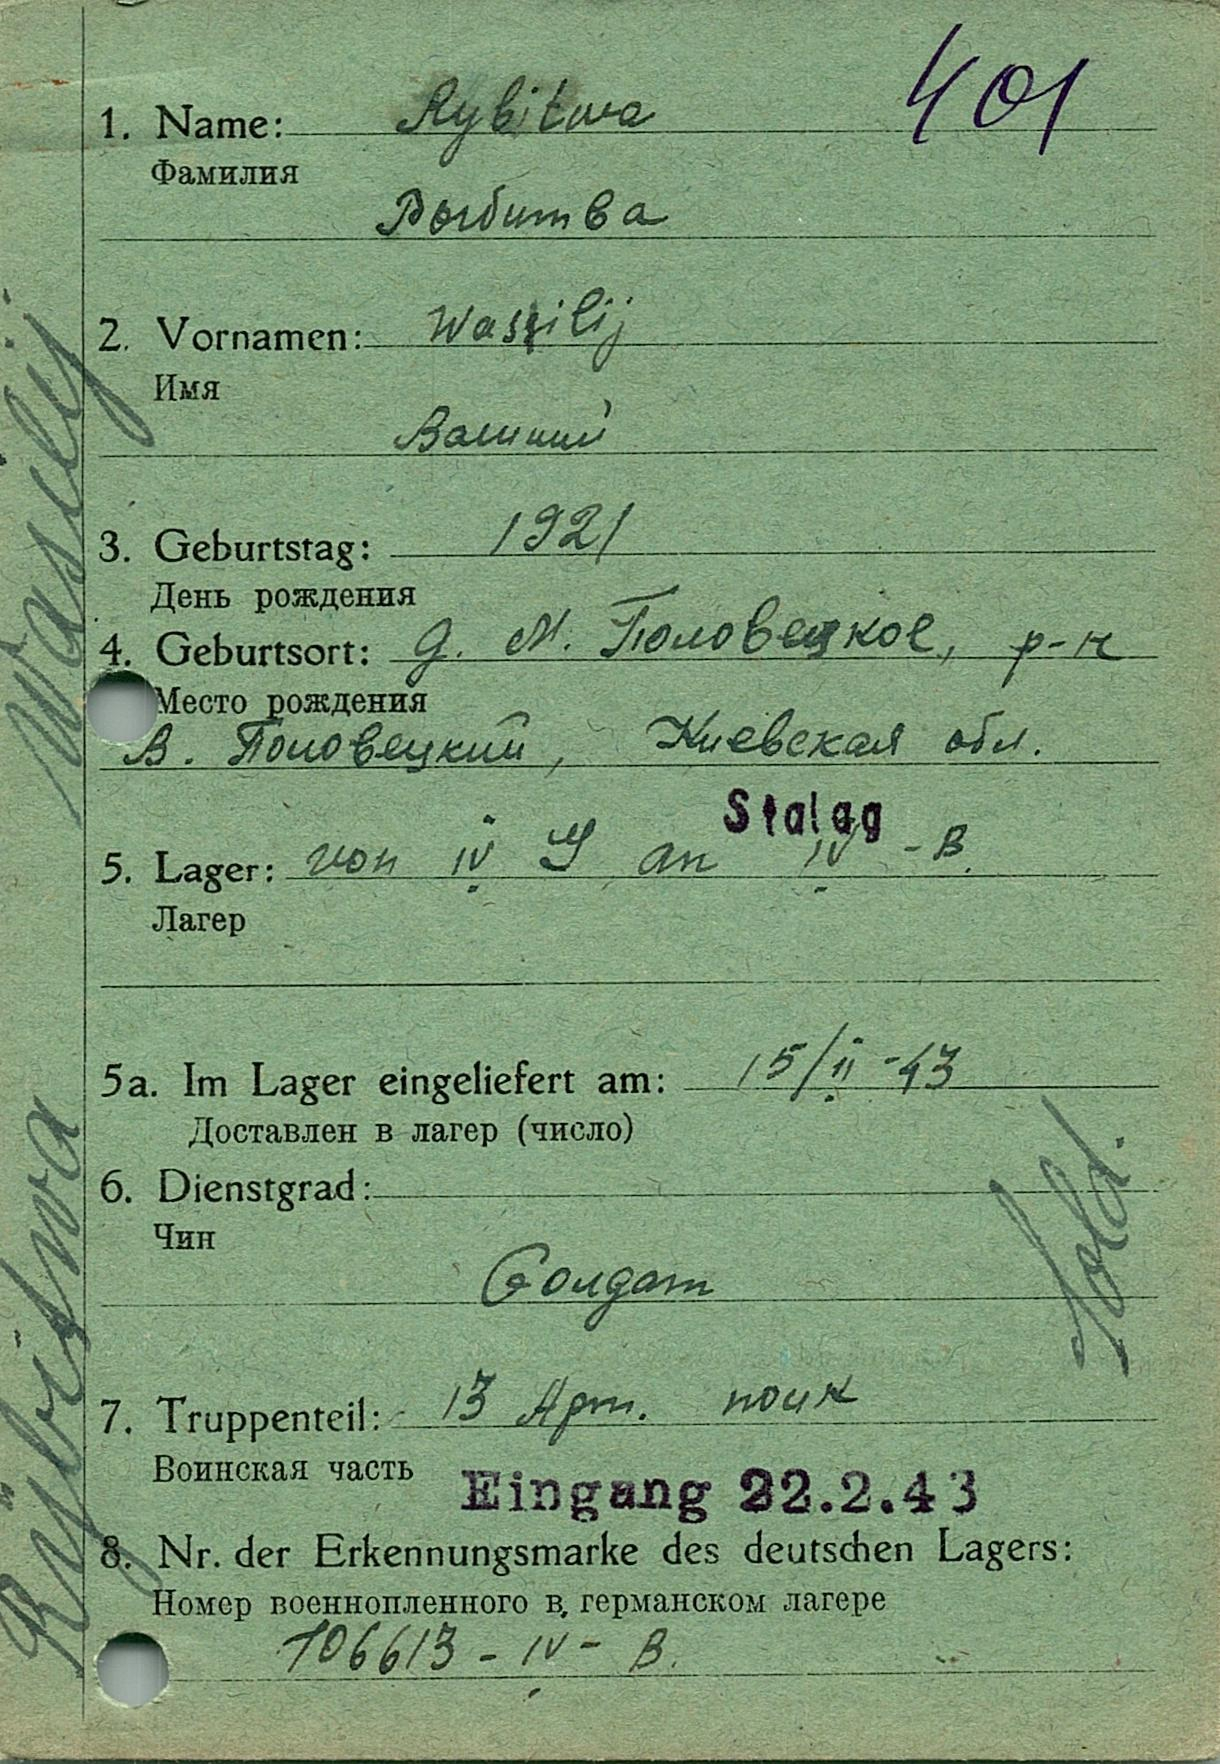 401
1. Name: Rybitwa
Фамилия
Рыбитва
2. Vornamen: Wassilij
Имя
Василий
3. Geburtstag: 1921
День рождения
4. Geburtsort: д. М. Половецкое, р-н
Место рождения
В. Половецкий, Киевская обл.
Stalag
5. Lager: von IV G an IV - B.
Лагер
5a. Im Lager eingeliefert am: 15/II - 43
Доставлен в лагер (число)
6. Dienstgrad:
Чин
Солдат
Sold.
7. Truppenteil: 13 Арт. полк
Воинская часть
Eingang 22.2.43
8. Nr. der Erkennungsmarke des deutschen Lagers:
Номер военнопленного в германском лагере
106613 - IV - B.
Rybitwa Wasilij